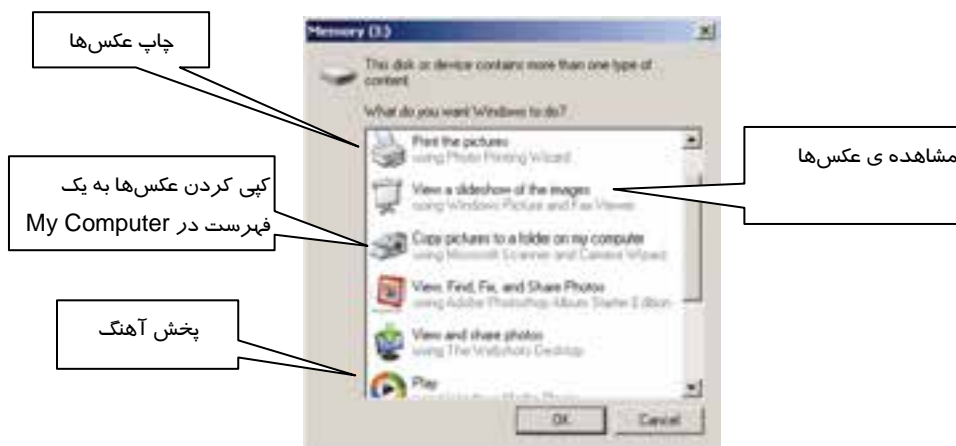 چاپ عکس‌ها
Memory (I:)
This disk or device contains more than one type of
content.
What do you want Windows to do?
Print the pictures
using Photo Printing Wizard
View a slideshow of the images
using Windows Picture and Fax Viewer
Copy pictures to a folder on my computer
using Microsoft Scanner and Camera Wizard
View, Find, Fix, and Share Photos
using Adobe Photoshop Album Starter Edition
View and share photos
using The Webshots Desktop
Play
OK
Cancel
مشاهده ی عکس‌ها
کپی کردن عکس‌ها به یک
فهرست در My Computer
پخش آهنگ